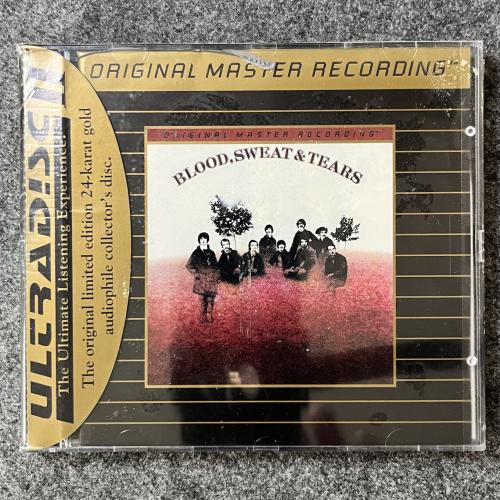 ORIGINAL MASTER RECORDING™
ULTRADISC II
The Ultimate Listening Experience
The original limited edition 24-karat gold
audiophile collector's disc.
ORIGINAL MASTER RECORDING™
BLOOD, SWEAT & TEARS